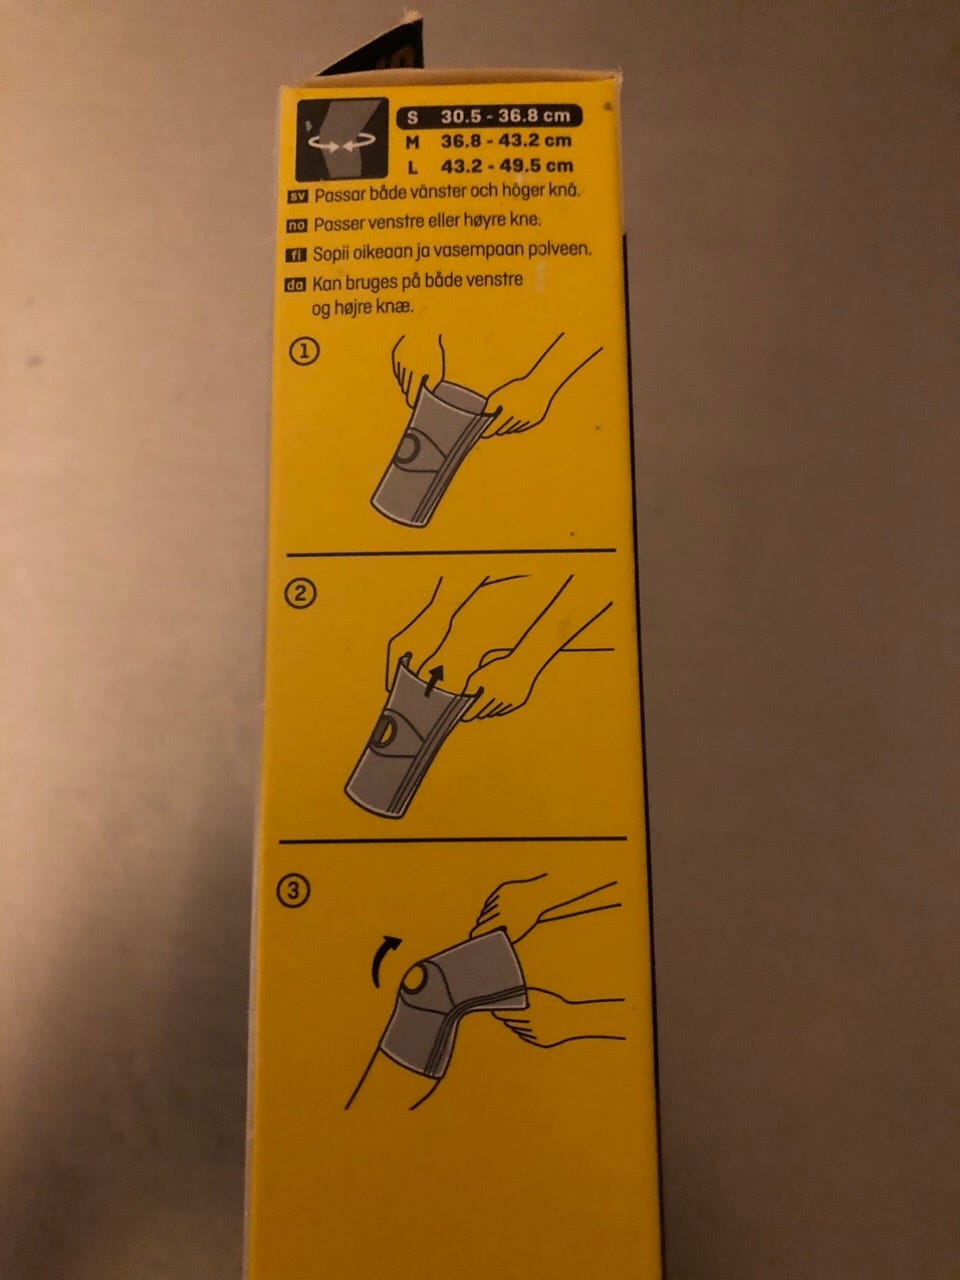 S 30.5 - 36.8 cm
M 36.8 - 43.2 cm
L 43.2 - 49.5 cm
sv Passar både vänster och höger knä.
no Passer venstre eller høyre kne.
fi Sopii oikeaan ja vasempaan polveen.
da Kan bruges på både venstre
og højre knæ.
1
2
3